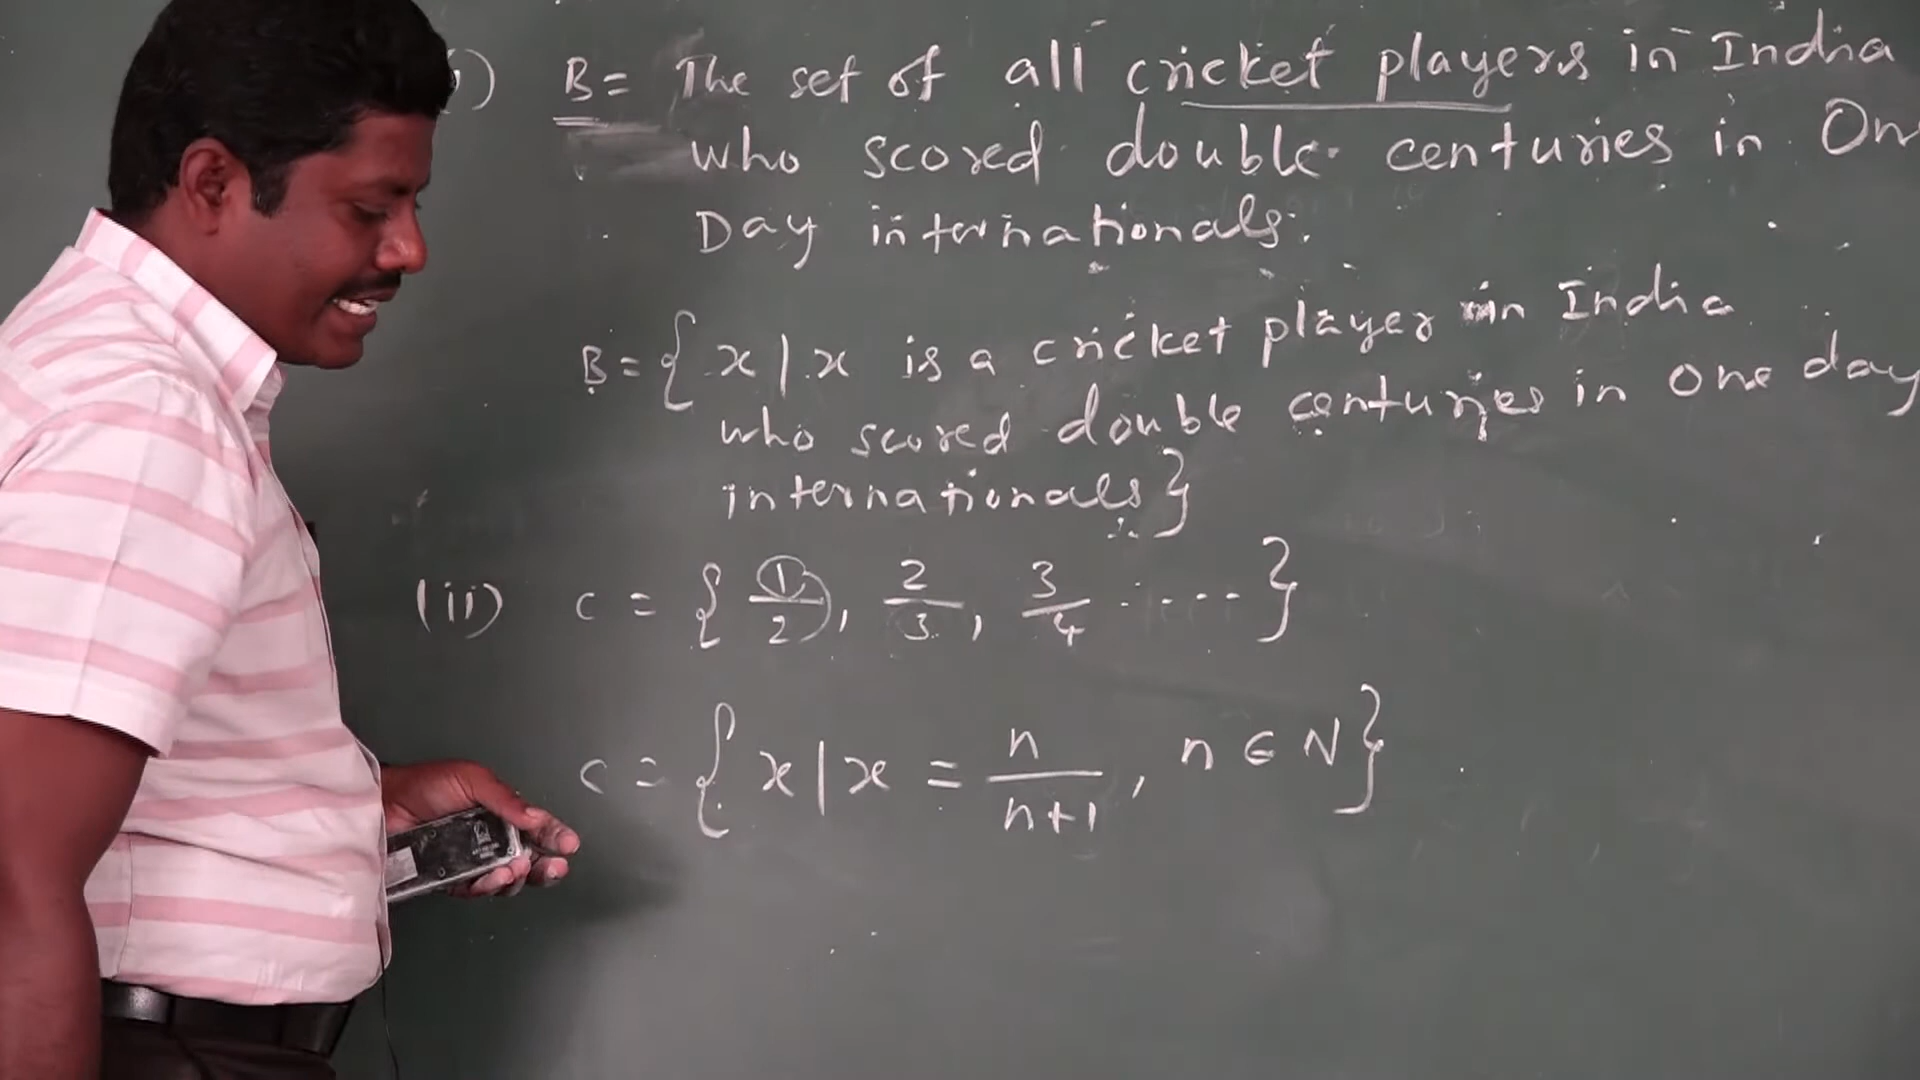 i) B = The set of all cricket players in India
who scored double centuries in On
Day internationals.
B = { x | x is a cricket player in India
who scored double centuries in one day
internationals }
(ii) C = { 1/2, 2/3, 3/4 ..... }
C = { x | x = n/n+1, n ∈ N }